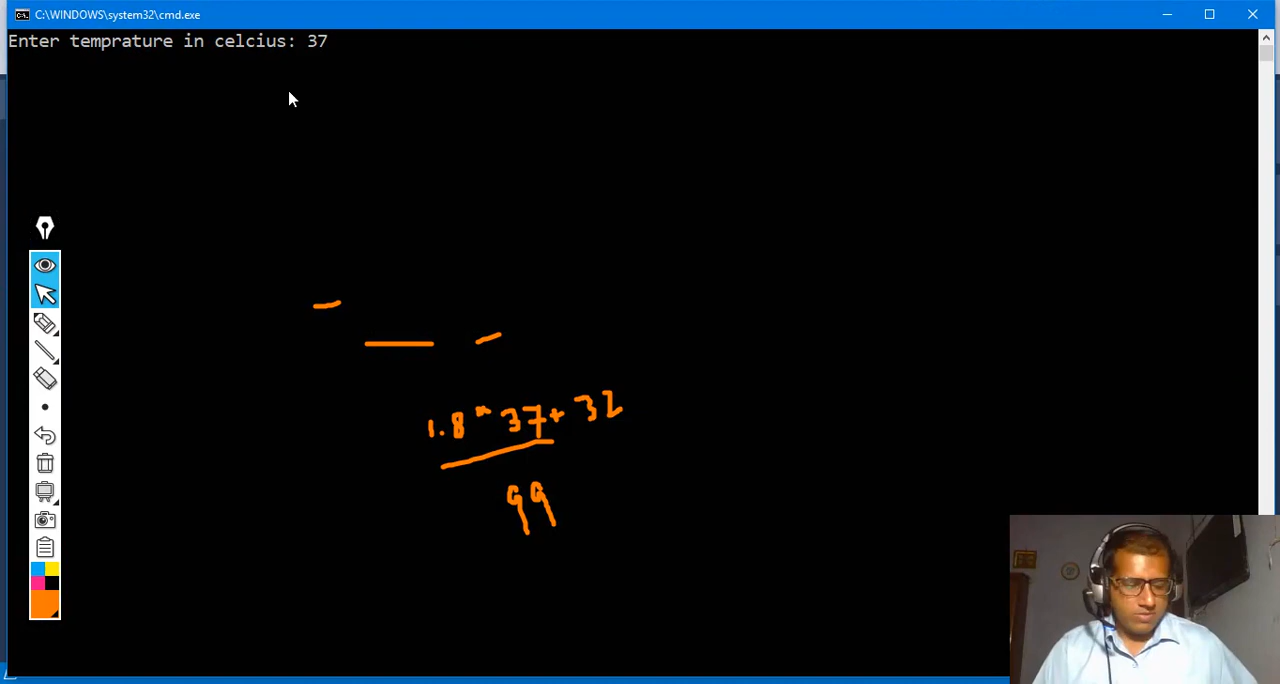 C:\WINDOWS\system32\cmd.exe
Enter temprature in celcius: 37
1.8 * 37 + 32
99